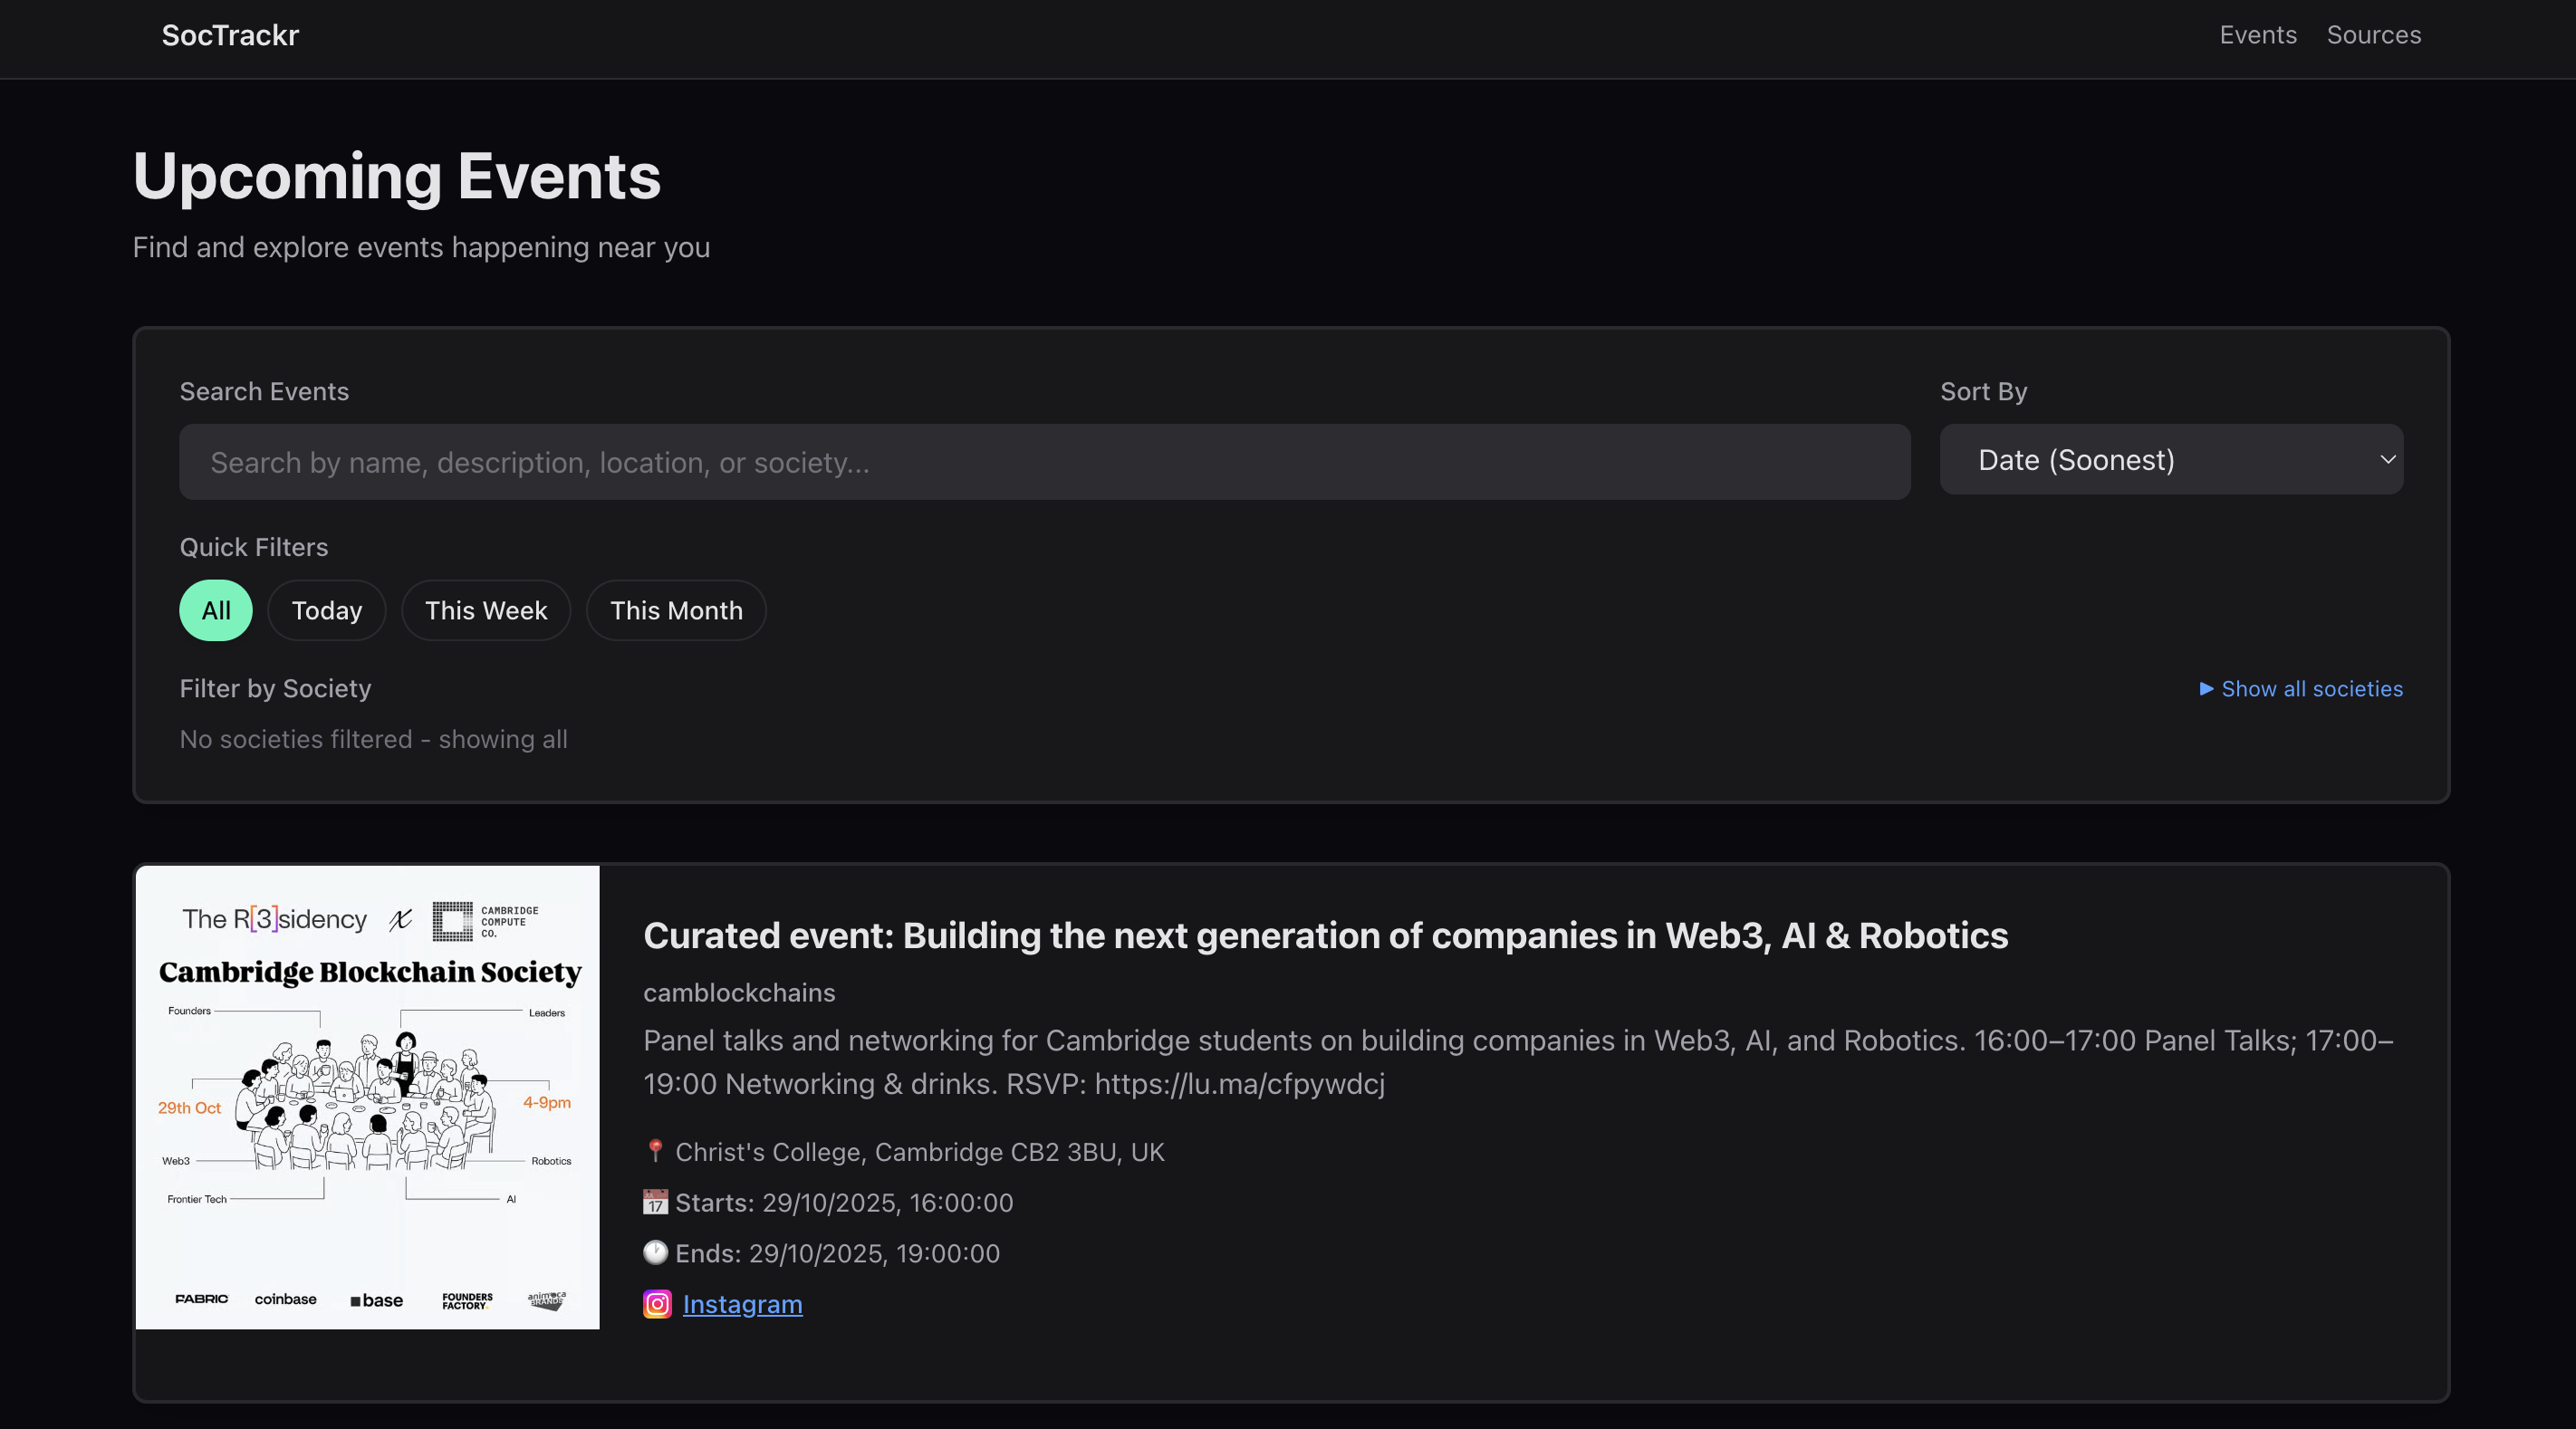 SocTrackr
Events
Sources
Upcoming Events
Find and explore events happening near you
Search Events
Sort By
Search by name, description, location, or society...
Date (Soonest)
Quick Filters
All
Today
This Week
This Month
Filter by Society
▶ Show all societies
No societies filtered - showing all
The R[3]sidency x CAMBRIDGE
COMPUTE
CO.
Cambridge Blockchain Society
Founders
Leaders
29th Oct
4-9pm
Web3
Robotics
Frontier Tech
AI
FABRIC
coinbase
base
FOUNDERS
FACTORY.
animoca
BRANDS
Curated event: Building the next generation of companies in Web3, AI & Robotics
camblockchains
Panel talks and networking for Cambridge students on building companies in Web3, AI, and Robotics. 16:00–17:00 Panel Talks; 17:00–
19:00 Networking & drinks. RSVP: https://lu.ma/cfpywdcj
Christ's College, Cambridge CB2 3BU, UK
17 Starts: 29/10/2025, 16:00:00
Ends: 29/10/2025, 19:00:00
Instagram